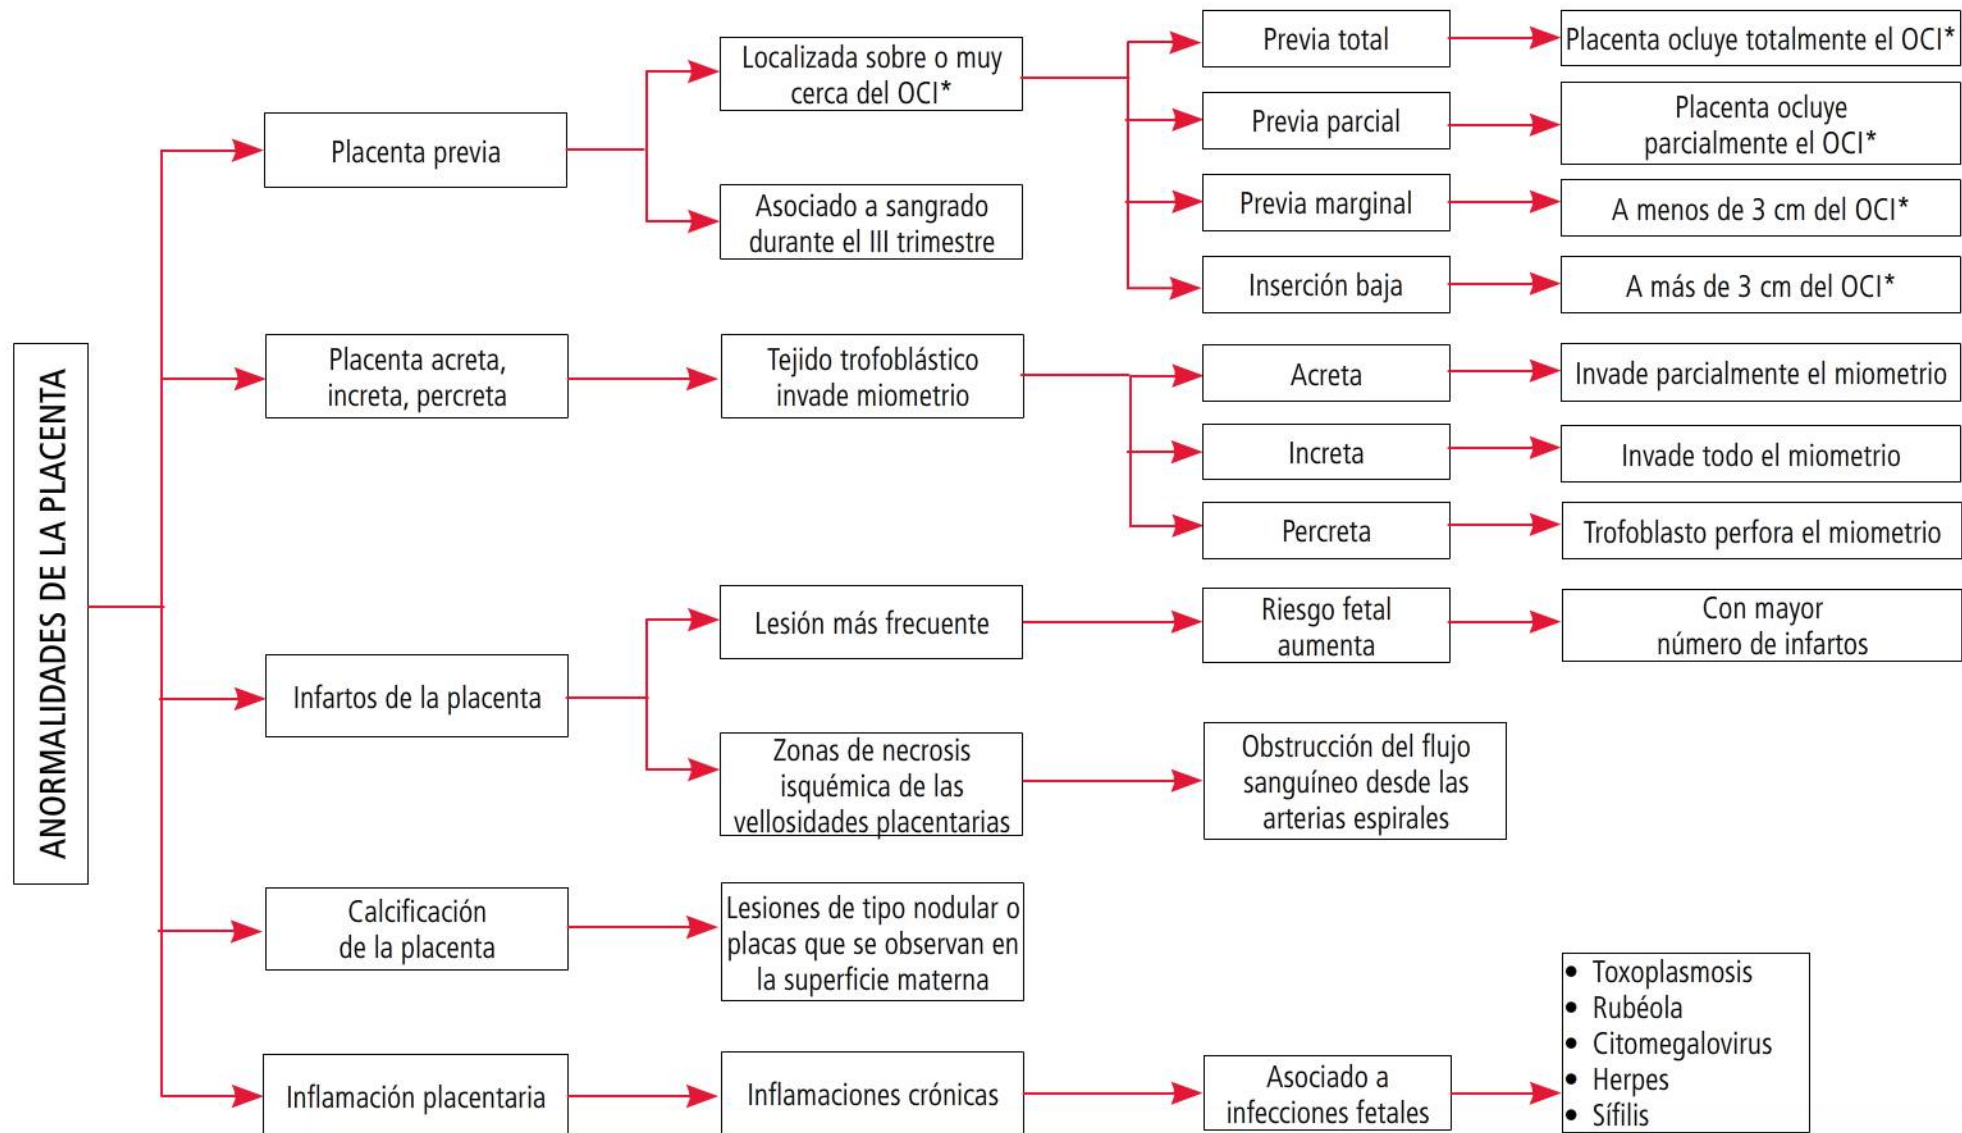 ANORMALIDADES DE LA PLACENTA
Placenta previa
Localizada sobre o muy
cerca del OCI*
Previa total
Placenta ocluye totalmente el OCI*
Previa parcial
Placenta ocluye
parcialmente el OCI*
Previa marginal
A menos de 3 cm del OCI*
Inserción baja
A más de 3 cm del OCI*
Asociado a sangrado
durante el III trimestre
Placenta acreta,
increta, percreta
Tejido trofoblástico
invade miometrio
Acreta
Invade parcialmente el miometrio
Increta
Invade todo el miometrio
Percreta
Trofoblasto perfora el miometrio
Infartos de la placenta
Lesión más frecuente
Riesgo fetal
aumenta
Con mayor
número de infartos
Zonas de necrosis
isquémica de las
vellosidades placentarias
Obstrucción del flujo
sanguíneo desde las
arterias espirales
Calcificación
de la placenta
Lesiones de tipo nodular o
placas que se observan en
la superficie materna
Inflamación placentaria
Inflamaciones crónicas
Asociado a
infecciones fetales
• Toxoplasmosis
• Rubéola
• Citomegalovirus
• Herpes
• Sífilis